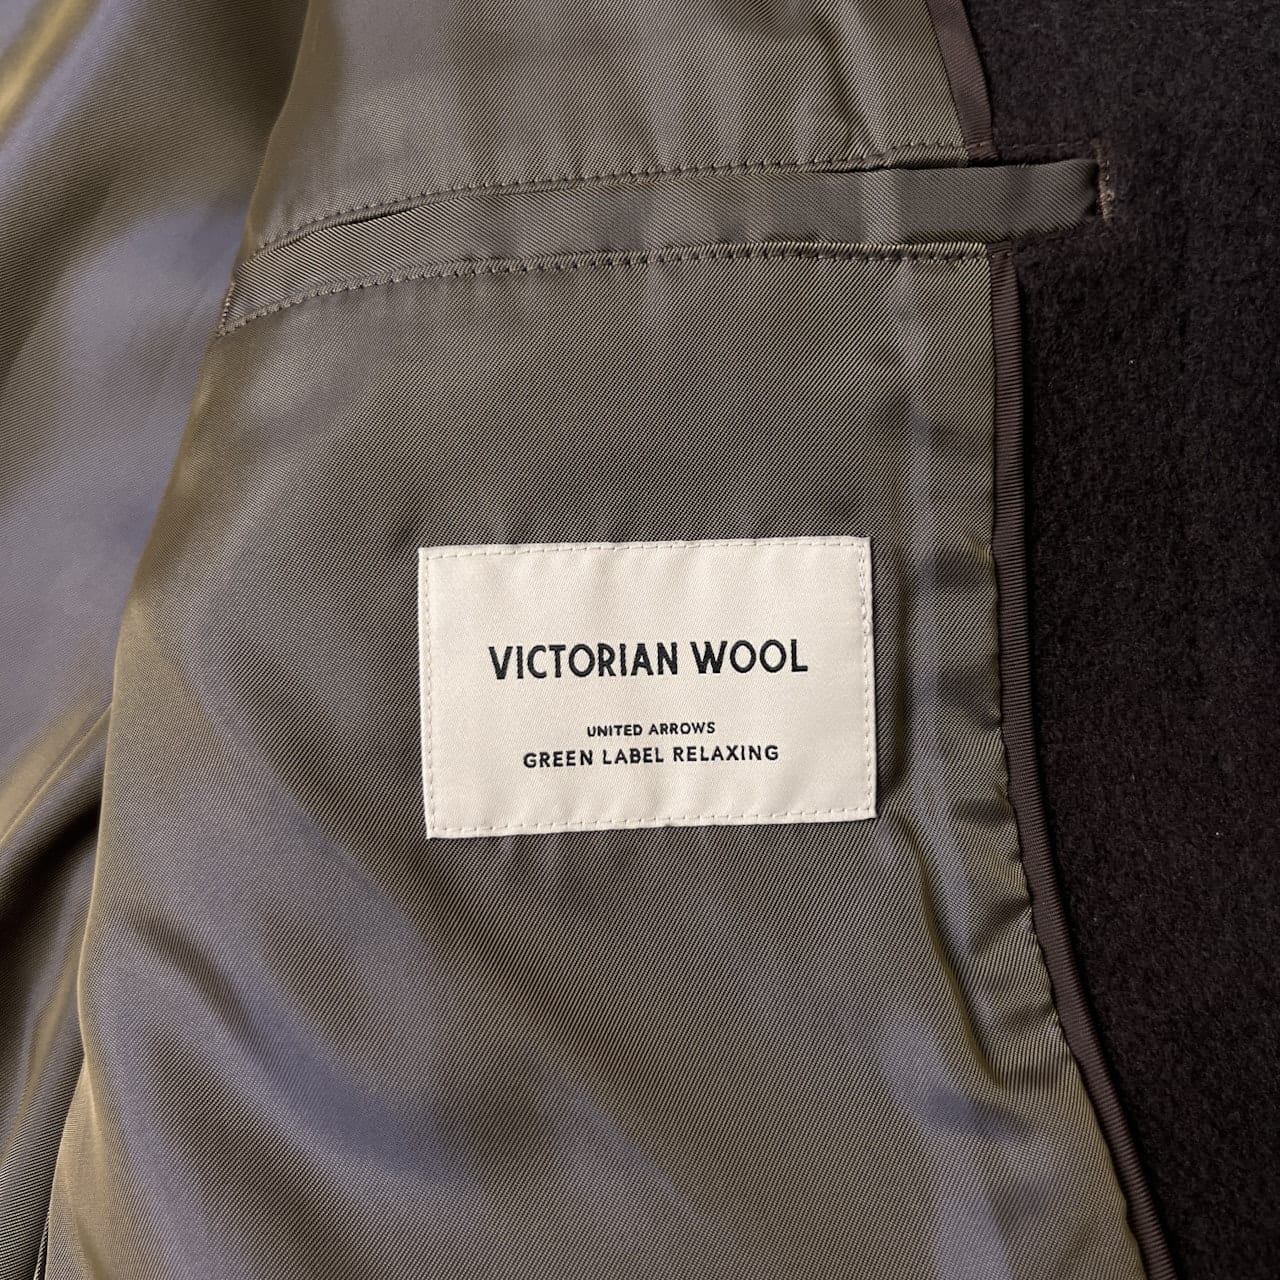 VICTORIAN WOOL
UNITED ARROWS
GREEN LABEL RELAXING